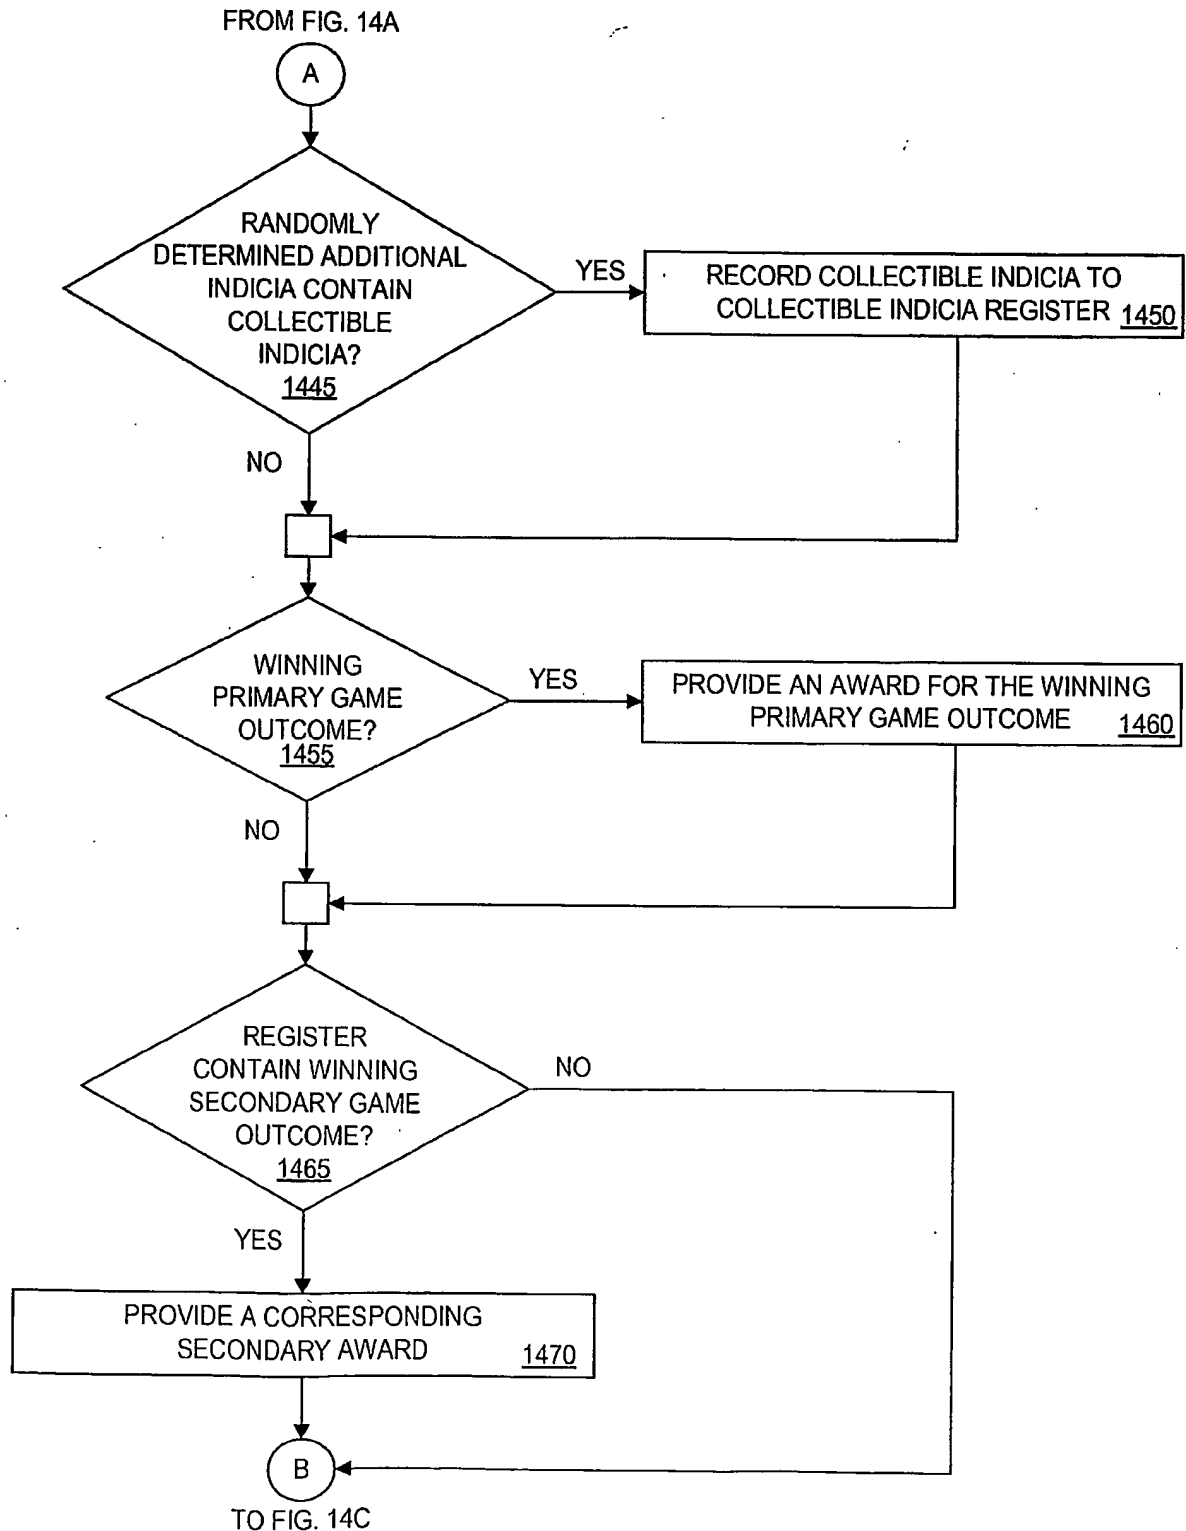 FROM FIG. 14A
A
RANDOMLY
DETERMINED ADDITIONAL
INDICIA CONTAIN
COLLECTIBLE
INDICIA?
1445
YES
RECORD COLLECTIBLE INDICIA TO
COLLECTIBLE INDICIA REGISTER 1450
NO
WINNING
PRIMARY GAME
OUTCOME?
1455
YES
PROVIDE AN AWARD FOR THE WINNING
PRIMARY GAME OUTCOME 1460
NO
REGISTER
CONTAIN WINNING
SECONDARY GAME
OUTCOME?
1465
NO
YES
PROVIDE A CORRESPONDING
SECONDARY AWARD 1470
B
TO FIG. 14C